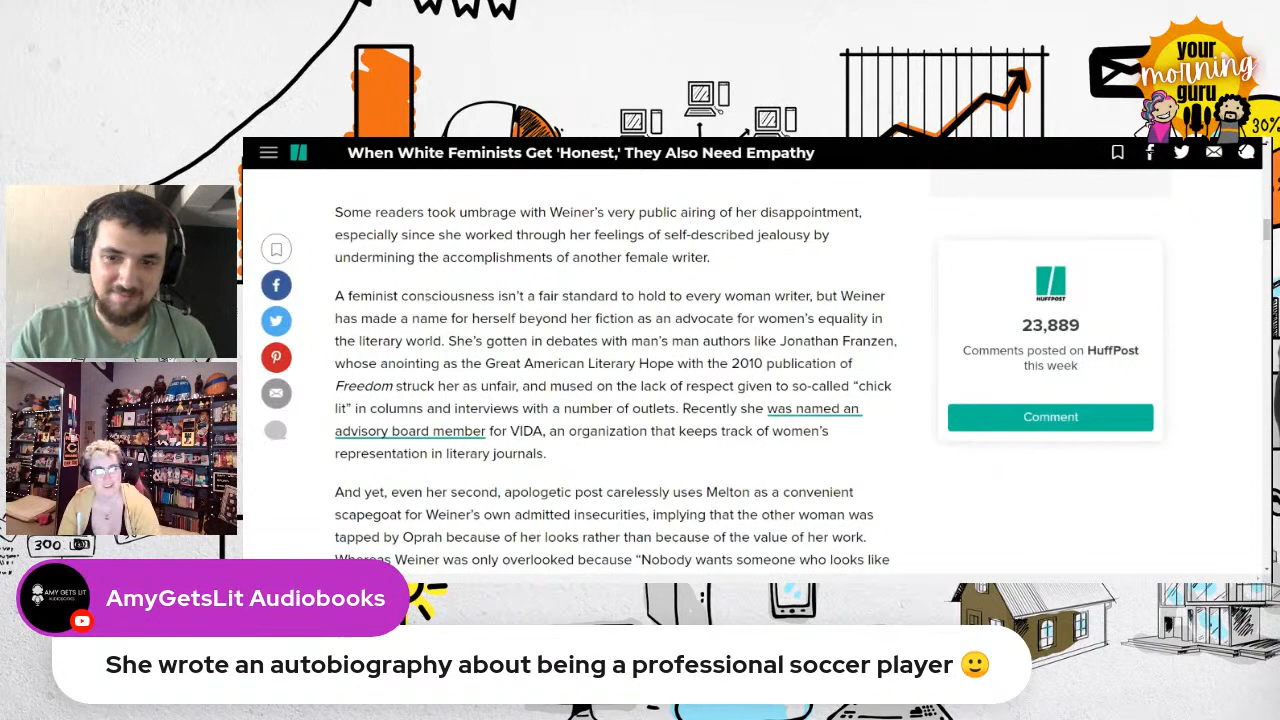 your
morning
guru
30%
When White Feminists Get 'Honest,' They Also Need Empathy
Some readers took umbrage with Weiner's very public airing of her disappointment,
especially since she worked through her feelings of self-described jealousy by
undermining the accomplishments of another female writer.
A feminist consciousness isn't a fair standard to hold to every woman writer, but Weiner
has made a name for herself beyond her fiction as an advocate for women's equality in
the literary world. She's gotten in debates with man's man authors like Jonathan Franzen,
whose anointing as the Great American Literary Hope with the 2010 publication of
Freedom struck her as unfair, and mused on the lack of respect given to so-called “chick
lit” in columns and interviews with a number of outlets. Recently she was named an
advisory board member for VIDA, an organization that keeps track of women's
representation in literary journals.
And yet, even her second, apologetic post carelessly uses Melton as a convenient
scapegoat for Weiner's own admitted insecurities, implying that the other woman was
tapped by Oprah because of her looks rather than because of the value of her work.
Whereas Weiner was only overlooked because “Nobody wants someone who looks like
HUFFPOST
23,889
Comments posted on HuffPost
this week
Comment
300
AMY GETS LIT
AUDIOBOOKS
AmyGetsLit Audiobooks
She wrote an autobiography about being a professional soccer player 🙂